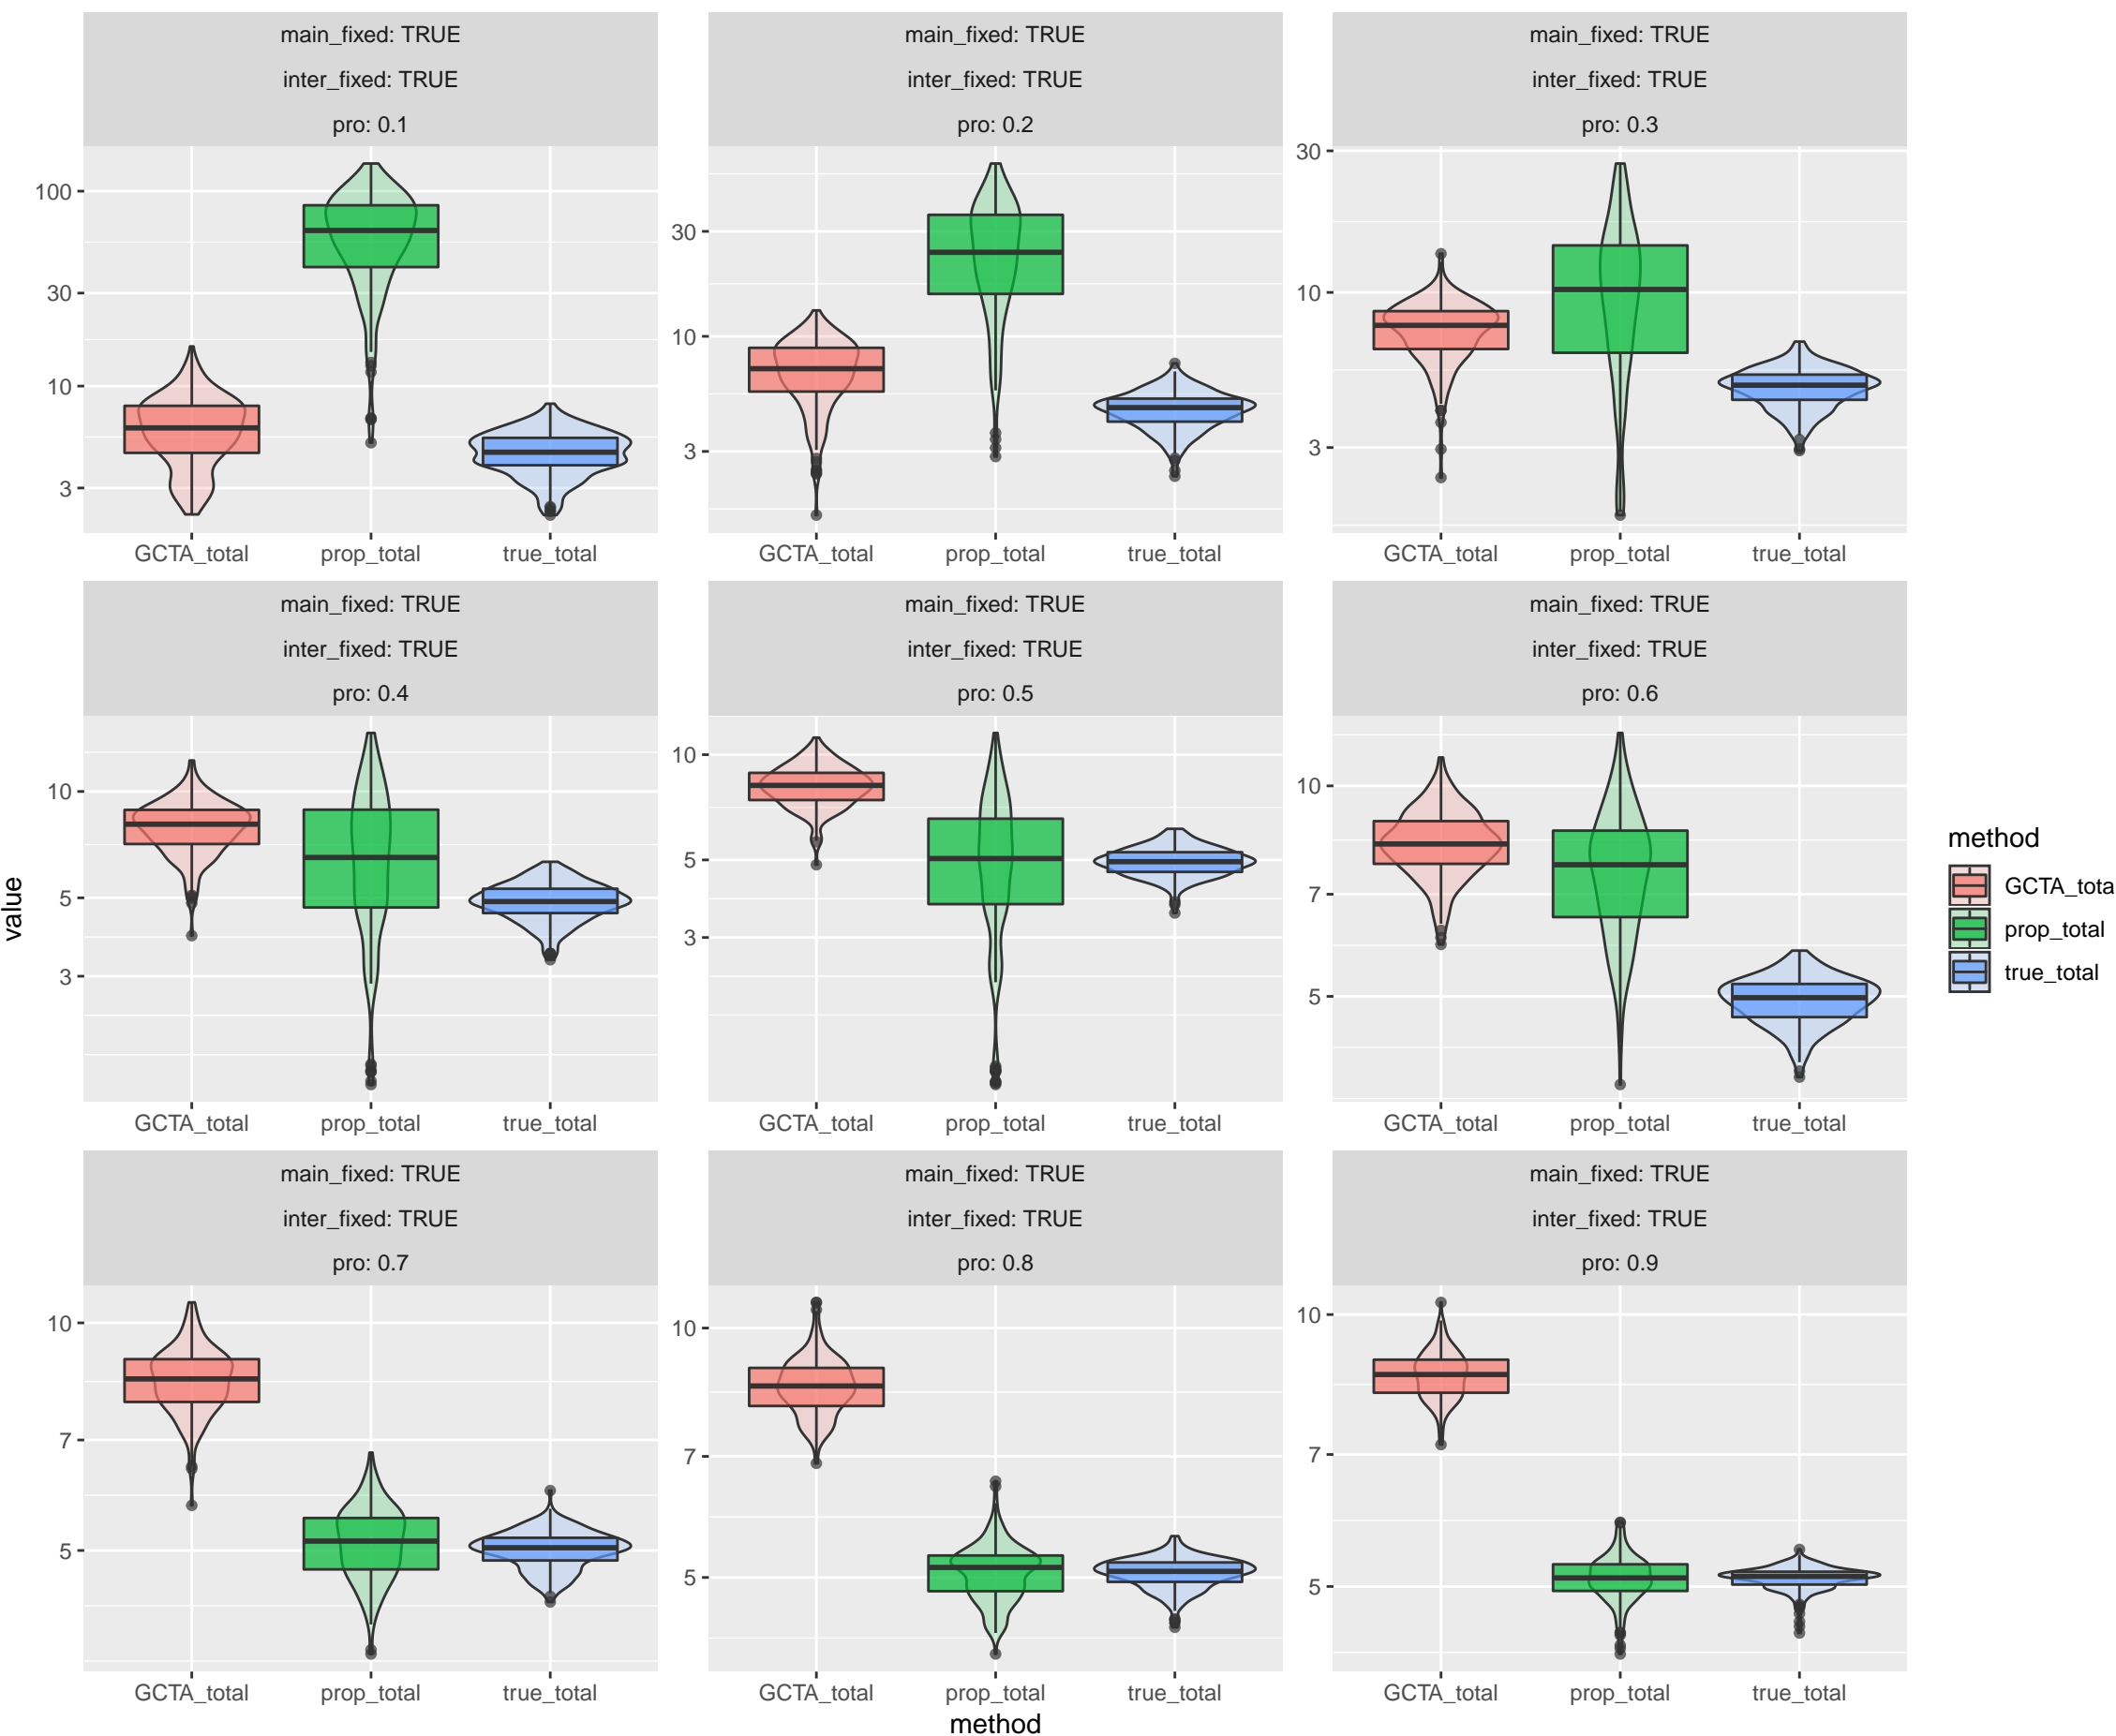 main_fixed: TRUE
inter_fixed: TRUE
pro: 0.1
100
30
10
3
GCTA_total
prop_total
true_total
main_fixed: TRUE
inter_fixed: TRUE
pro: 0.2
30
10
3
GCTA_total
prop_total
true_total
main_fixed: TRUE
inter_fixed: TRUE
pro: 0.3
30
10
3
GCTA_total
prop_total
true_total
main_fixed: TRUE
inter_fixed: TRUE
pro: 0.4
10
5
3
GCTA_total
prop_total
true_total
main_fixed: TRUE
inter_fixed: TRUE
pro: 0.5
10
5
3
GCTA_total
prop_total
true_total
main_fixed: TRUE
inter_fixed: TRUE
pro: 0.6
10
7
5
GCTA_total
prop_total
true_total
main_fixed: TRUE
inter_fixed: TRUE
pro: 0.7
10
7
5
GCTA_total
prop_total
true_total
main_fixed: TRUE
inter_fixed: TRUE
pro: 0.8
10
7
5
GCTA_total
prop_total
true_total
main_fixed: TRUE
inter_fixed: TRUE
pro: 0.9
10
7
5
GCTA_total
prop_total
true_total
value
method
method
GCTA_tota
prop_total
true_total